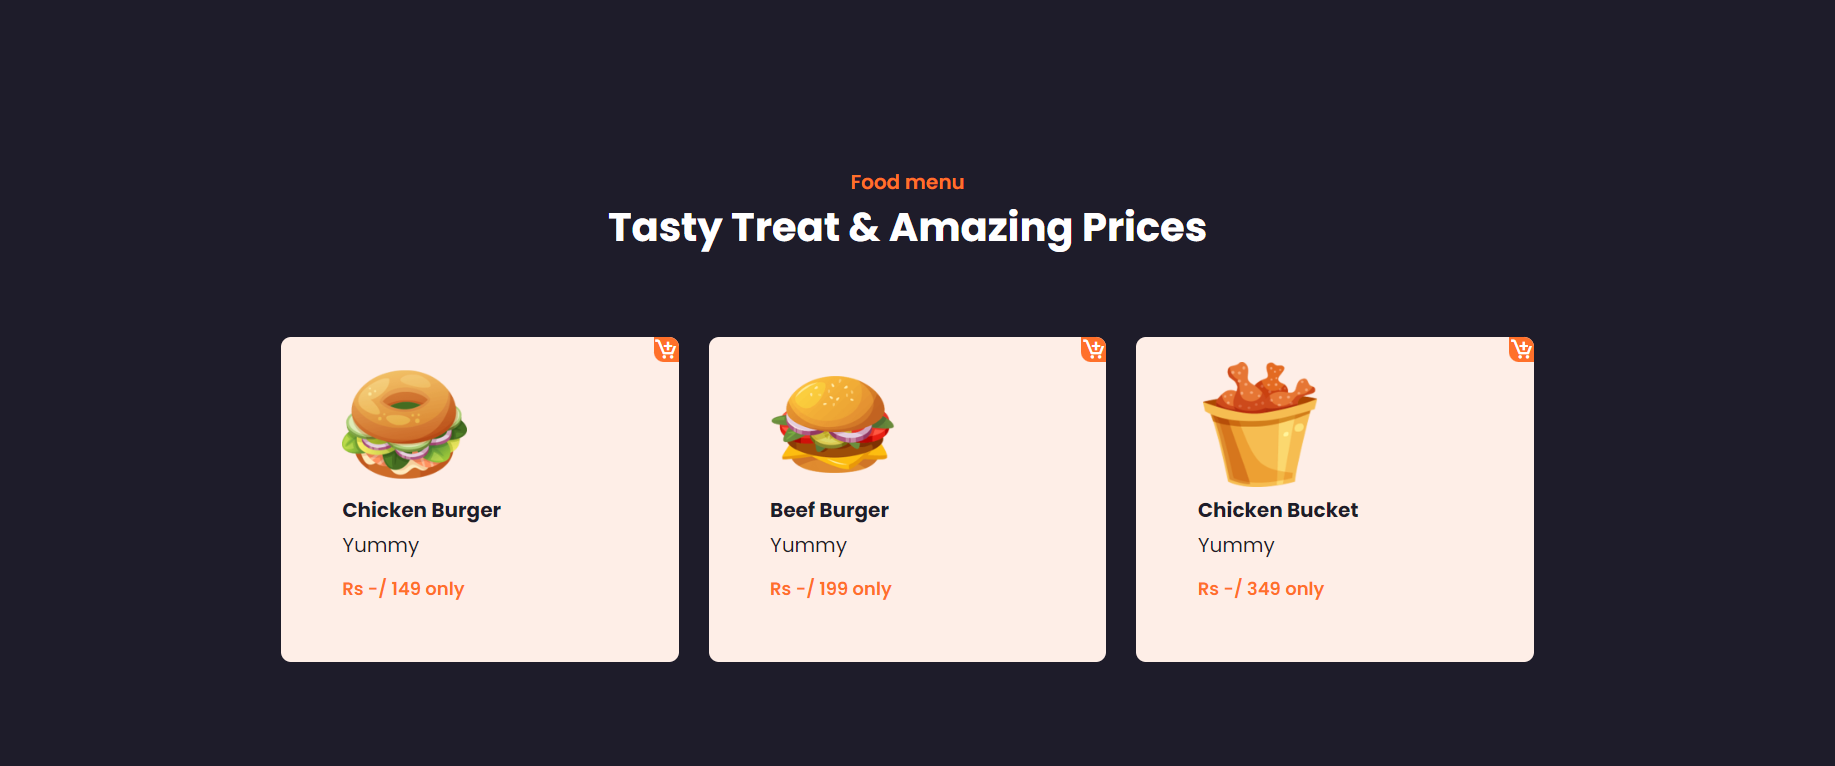 Food menu
Tasty Treat & Amazing Prices
Chicken Burger
Yummy
Rs -/ 149 only
Beef Burger
Yummy
Rs -/ 199 only
Chicken Bucket
Yummy
Rs -/ 349 only